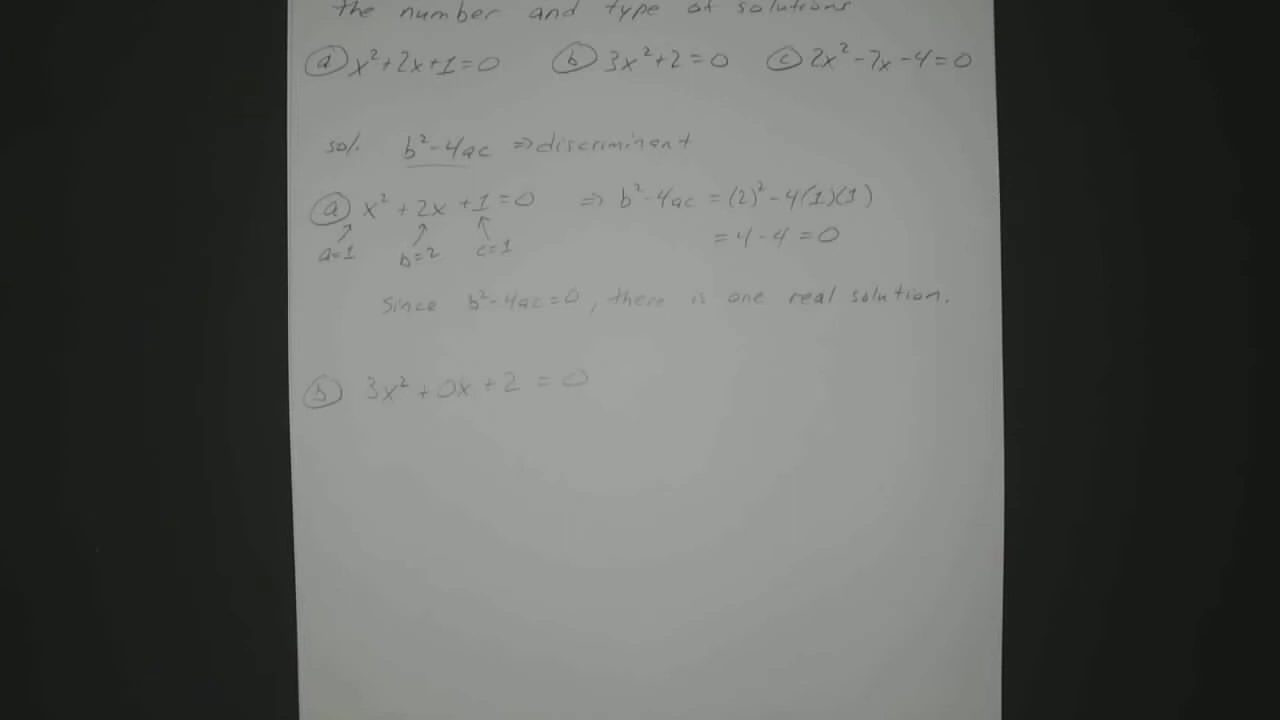 the number and type of solutions
ⓐ x²+2x+1=0 ⓑ 3x²+2=0 ⓒ 2x²-7x-4=0
sol. b²-4ac ⇒ discriminant
ⓐ x² + 2x + 1 = 0 ⇒ b²-4ac = (2)² - 4(1)(1)
a=1 b=2 c=1 = 4 - 4 = 0
Since b²-4ac=0, there is one real solution.
ⓑ 3x² + 0x + 2 = 0